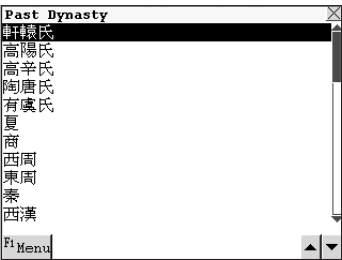 Past Dynasty
軒轅氏
高陽氏
高辛氏
陶唐氏
有虞氏
夏
商
西周
東周
秦
西漢
F1 Menu